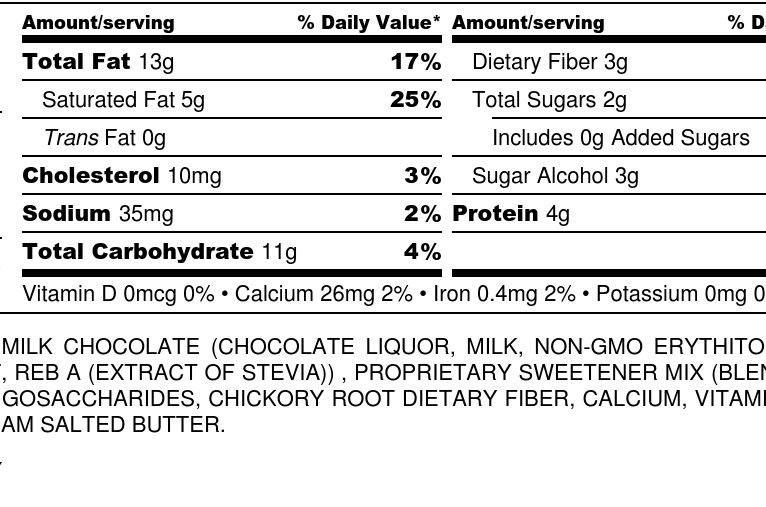 Amount/serving % Daily Value* Amount/serving % D
Total Fat 13g 17% Dietary Fiber 3g
Saturated Fat 5g 25% Total Sugars 2g
Trans Fat 0g Includes 0g Added Sugars
Cholesterol 10mg 3% Sugar Alcohol 3g
Sodium 35mg 2% Protein 4g
Total Carbohydrate 11g 4%
Vitamin D 0mcg 0% • Calcium 26mg 2% • Iron 0.4mg 2% • Potassium 0mg 0
MILK CHOCOLATE (CHOCOLATE LIQUOR, MILK, NON-GMO ERYTHITO
, REB A (EXTRACT OF STEVIA)) , PROPRIETARY SWEETENER MIX (BLEN
GOSACCHARIDES, CHICKORY ROOT DIETARY FIBER, CALCIUM, VITAMI
AM SALTED BUTTER.